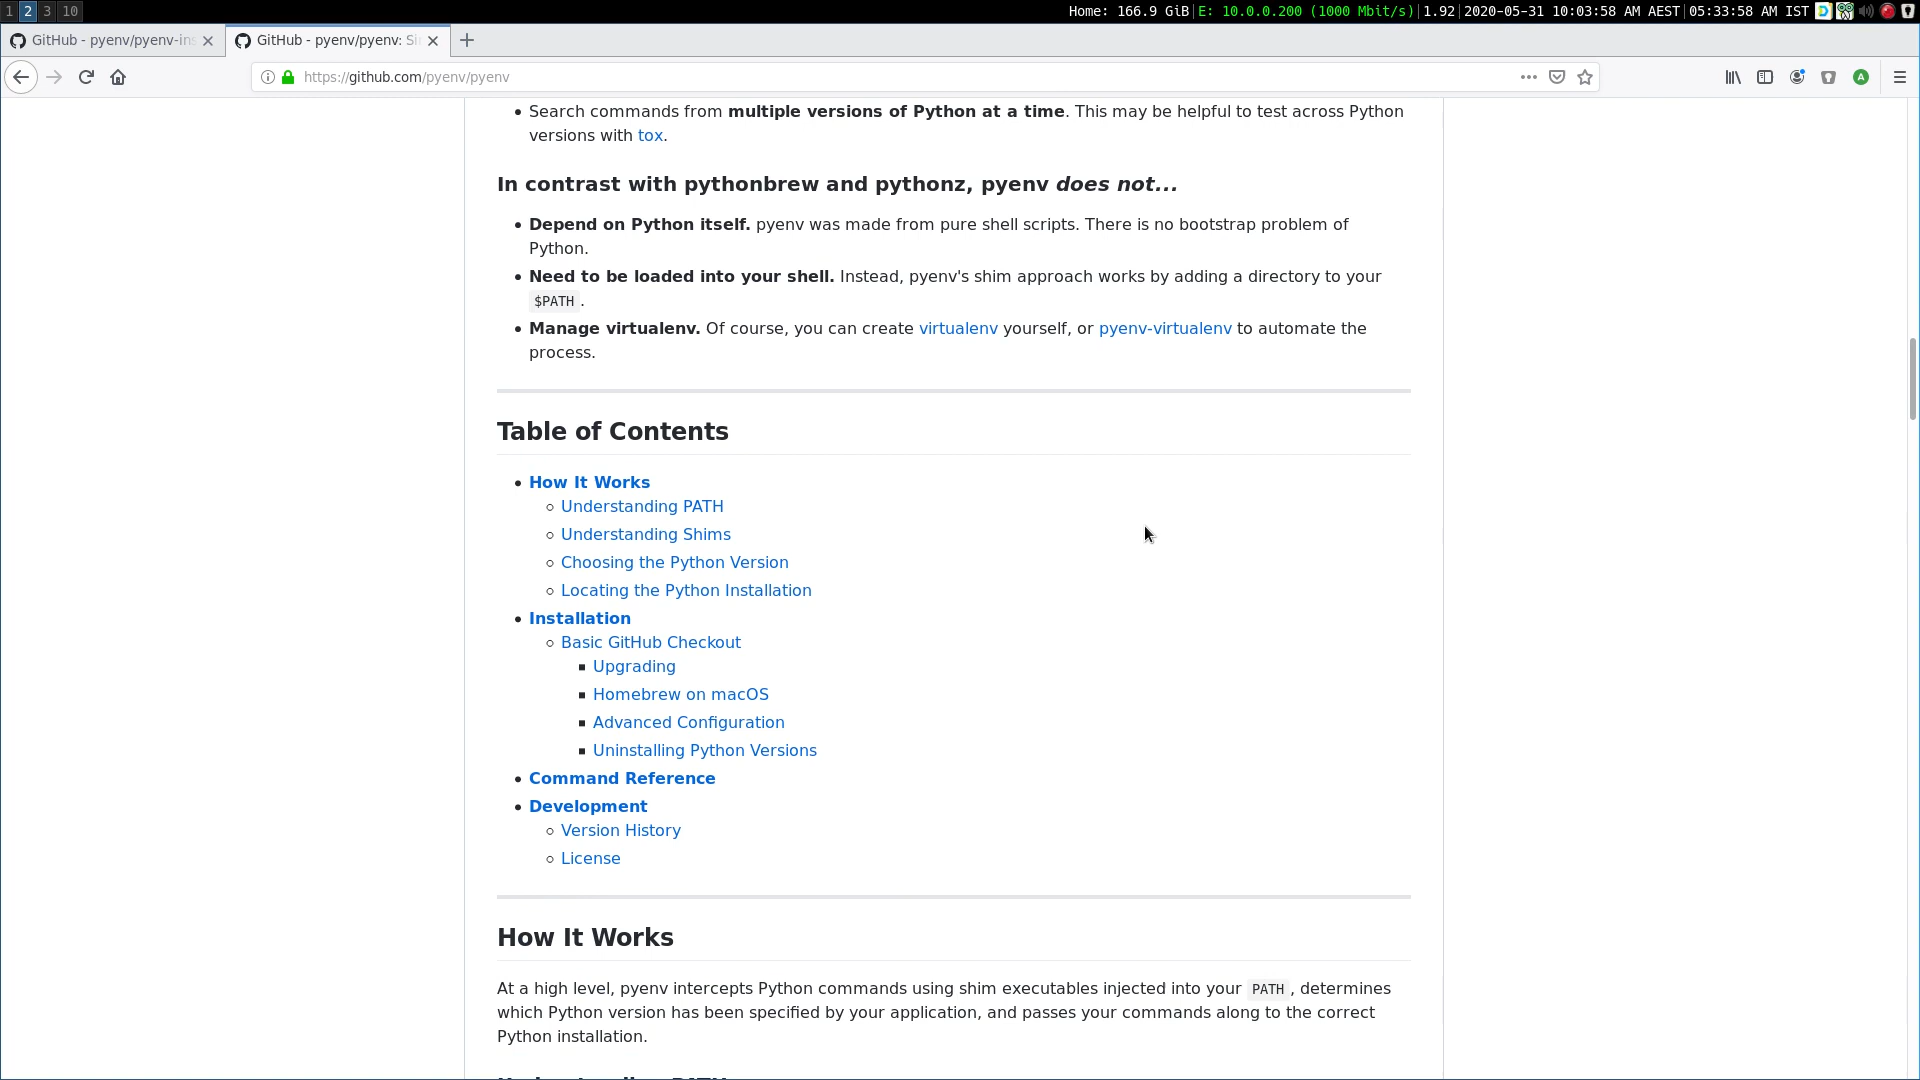 1 2 3 10
Home: 166.9 GiB|E: 10.0.0.200 (1000 Mbit/s)|1.92|2020-05-31 10:03:58 AM AEST|05:33:58 AM IST
GitHub - pyenv/pyenv-ins
GitHub - pyenv/pyenv: Si
https://github.com/pyenv/pyenv
A
• Search commands from multiple versions of Python at a time. This may be helpful to test across Python
versions with tox.
In contrast with pythonbrew and pythonz, pyenv does not...
• Depend on Python itself. pyenv was made from pure shell scripts. There is no bootstrap problem of
Python.
• Need to be loaded into your shell. Instead, pyenv's shim approach works by adding a directory to your
$PATH.
• Manage virtualenv. Of course, you can create virtualenv yourself, or pyenv-virtualenv to automate the
process.
Table of Contents
• How It Works
Understanding PATH
Understanding Shims
Choosing the Python Version
Locating the Python Installation
• Installation
Basic GitHub Checkout
Upgrading
Homebrew on macOS
Advanced Configuration
Uninstalling Python Versions
• Command Reference
• Development
Version History
License
How It Works
At a high level, pyenv intercepts Python commands using shim executables injected into your PATH, determines
which Python version has been specified by your application, and passes your commands along to the correct
Python installation.